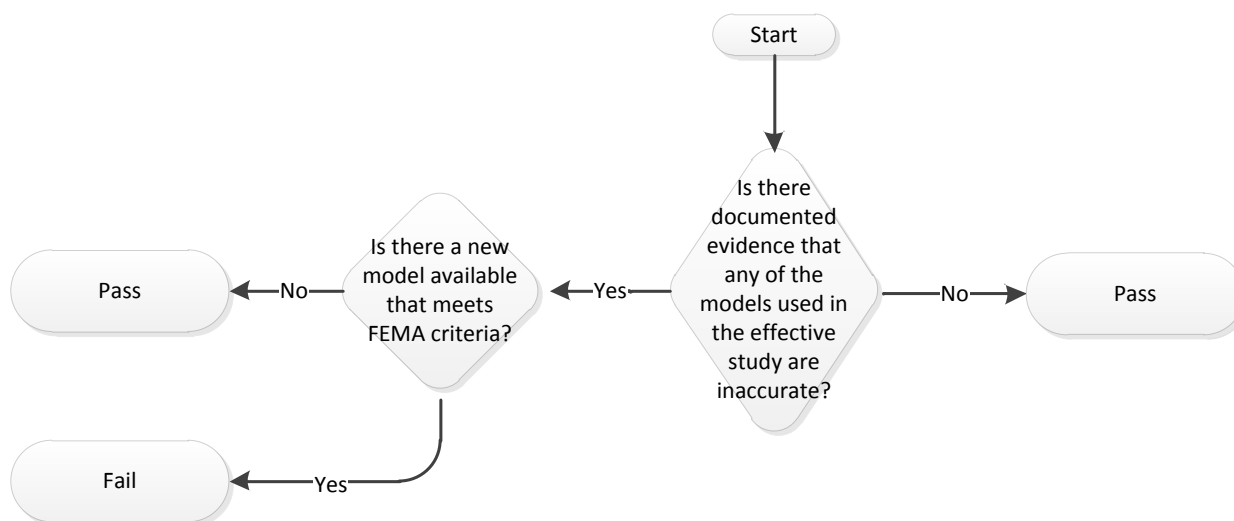 Start
Is there
documented
evidence that
any of the
models used in
the effective
study are
inaccurate?
Yes
No
Pass
Is there a new
model available
that meets
FEMA criteria?
No
Pass
Yes
Fail